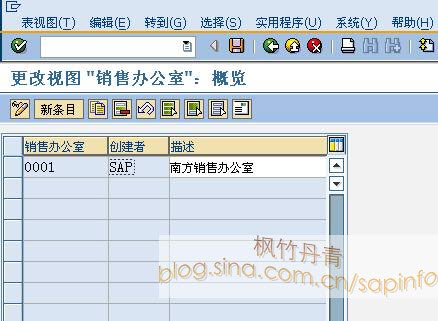 表视图(T) 编辑(E) 转到(G) 选择(S) 实用程序(U) 系统(Y) 帮助(H)
更改视图 "销售办公室"：概览
新条目
销售办公室 创建者 描述
0001 SAP 南方销售办公室
枫竹丹青
blog.sina.com.cn/sapinfo